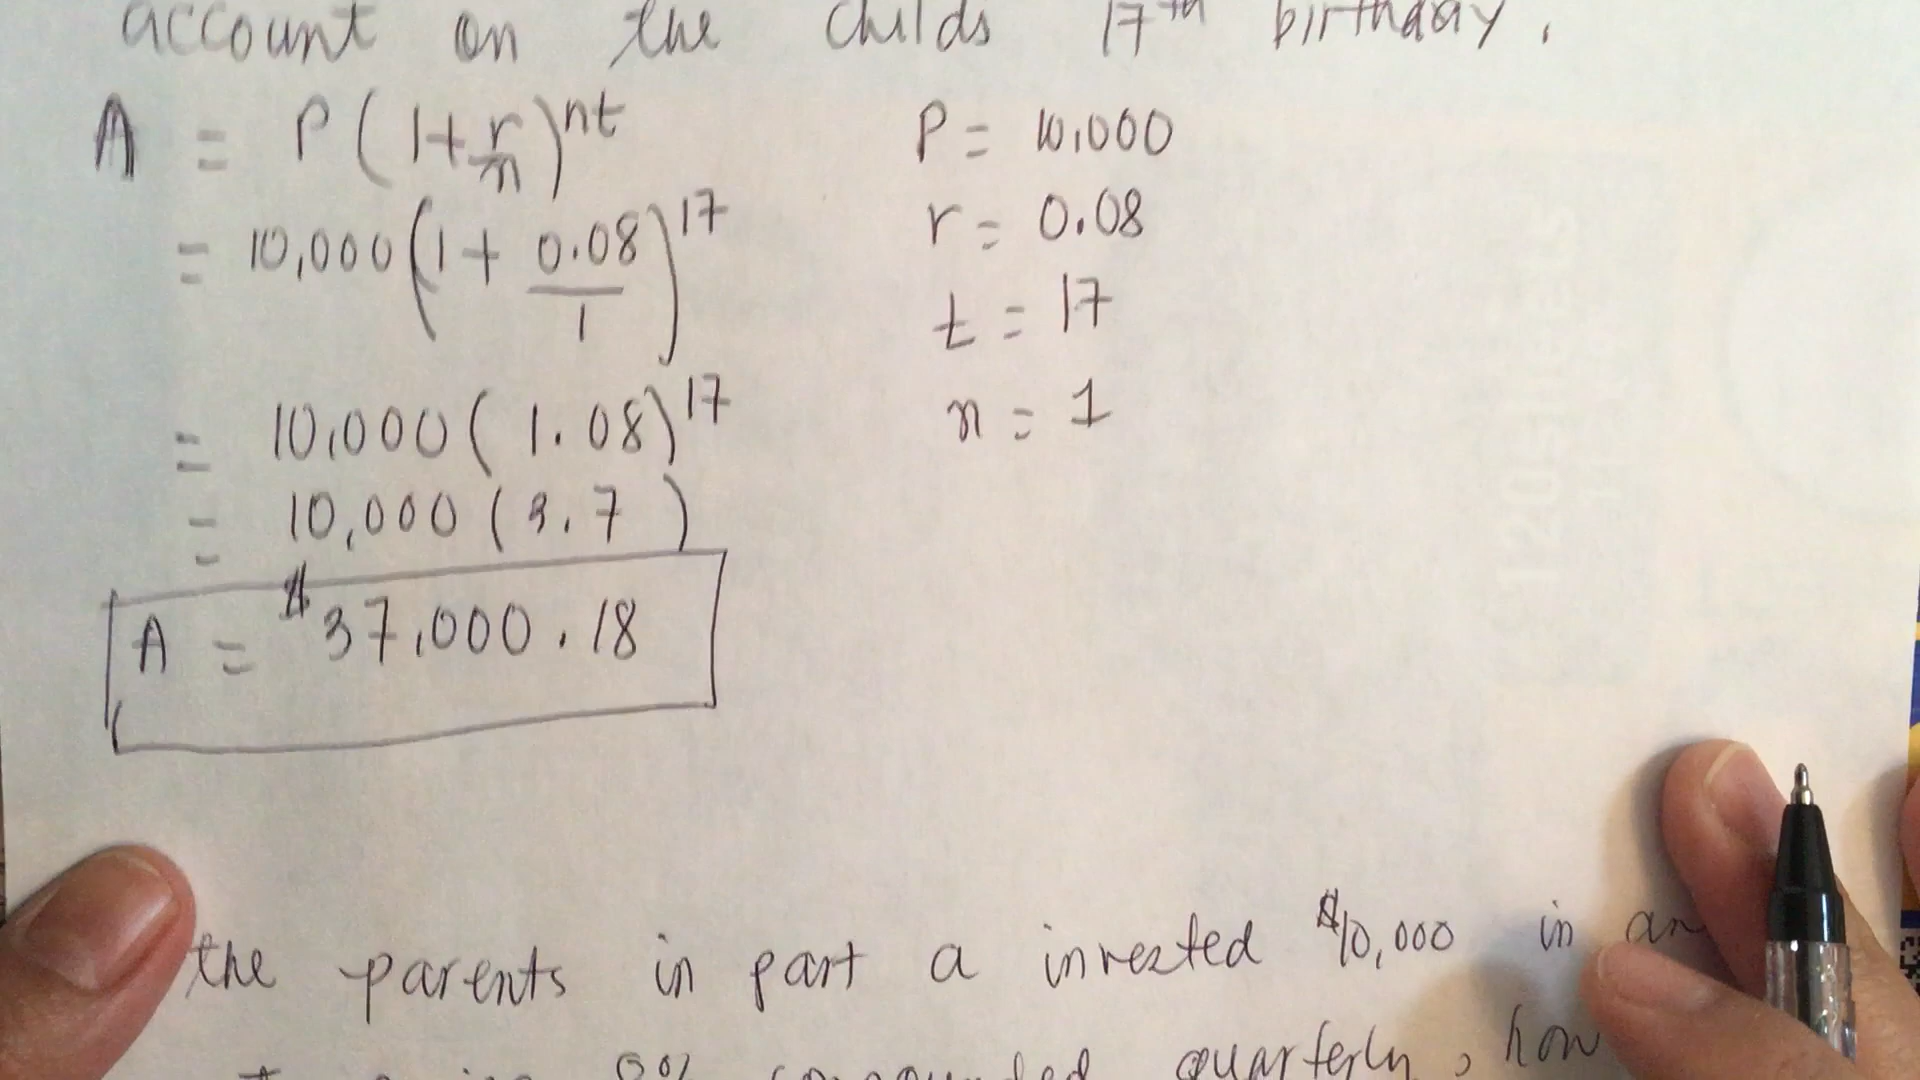 account on the childs 17th birthday.
A = P(1+r/n)^nt
P = 10,000
= 10,000(1 + 0.08/1)^17
r = 0.08
t = 17
= 10,000(1.08)^17
n = 1
= 10,000(3.7)
A = $37,000.18
the parents in part a invested $10,000 in an
8% compounded quarterly, how